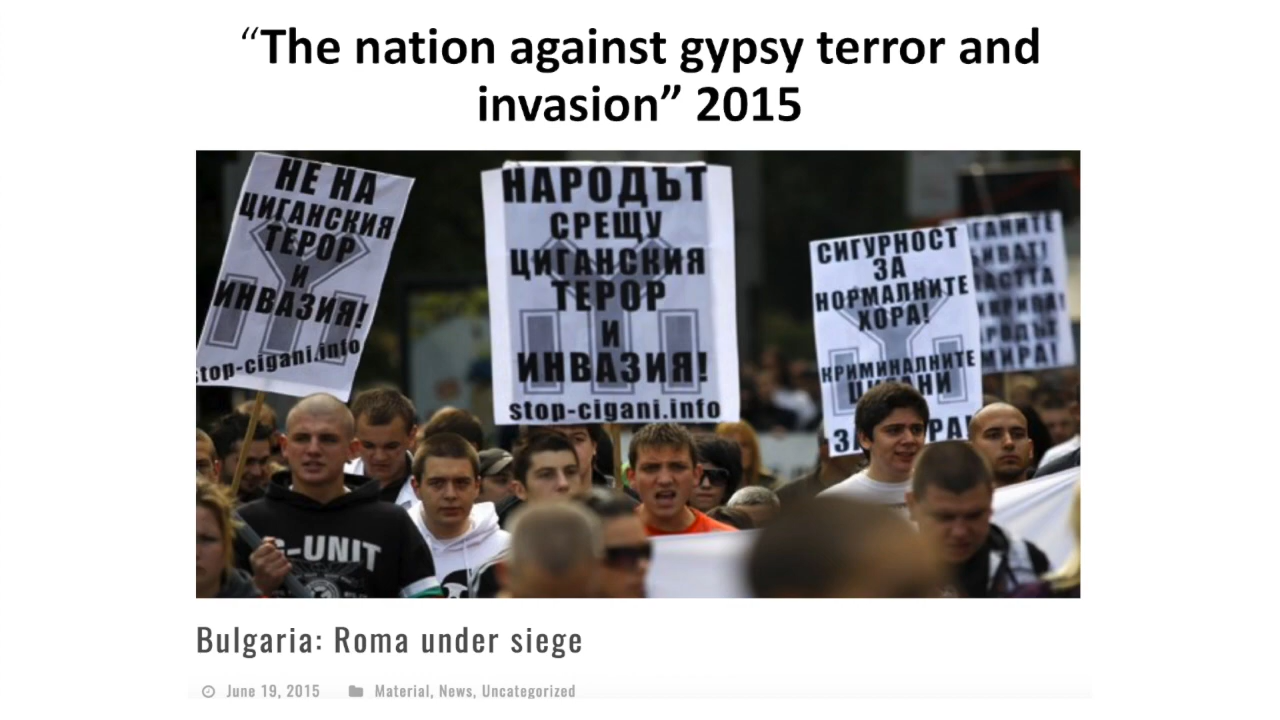 “The nation against gypsy terror and
invasion” 2015
НЕ НА
ЦИГАНСКИЯ
ТЕРОР
И
ИНВАЗИЯ!
stop-cigani.info
НАРОДЪТ
СРЕЩУ
ЦИГАНСКИЯ
ТЕРОР
И
ИНВАЗИЯ!
stop-cigani.info
СИГУРНОСТ
ЗА
НОРМАЛНИТЕ
ХОРА!
КРИМИНАЛНИТЕ
ЗА
G-UNIT
Bulgaria: Roma under siege
June 19, 2015 Material, News, Uncategorized